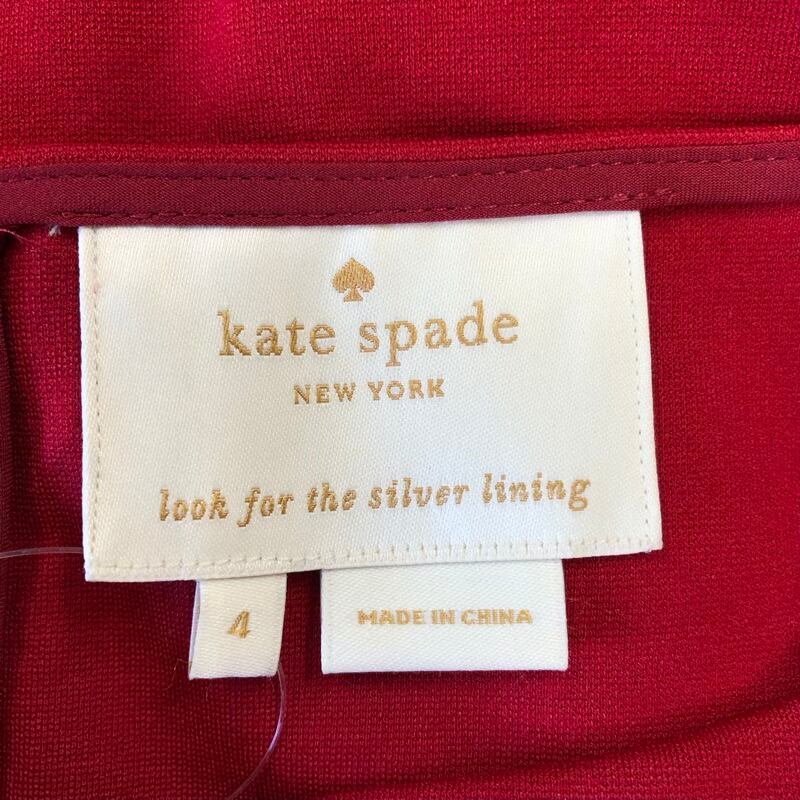 kate spade
NEW YORK
look for the silver lining
4
MADE IN CHINA